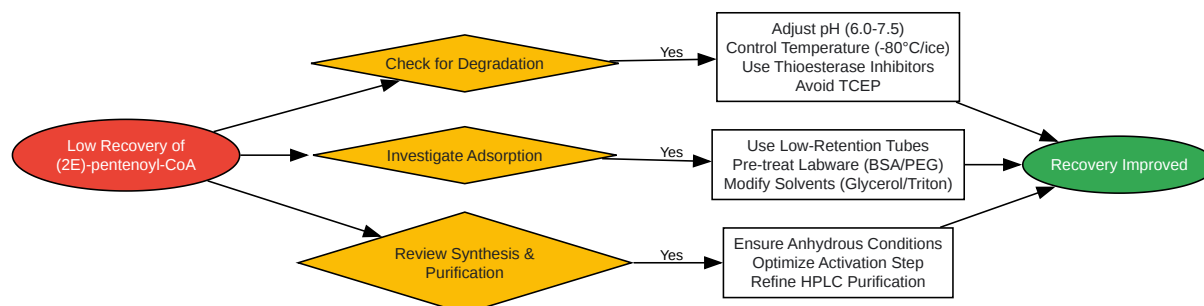 Low Recovery of
(2E)-pentenoyl-CoA
Check for Degradation
Yes
Adjust pH (6.0-7.5)
Control Temperature (-80°C/ice)
Use Thioesterase Inhibitors
Avoid TCEP
Investigate Adsorption
Yes
Use Low-Retention Tubes
Pre-treat Labware (BSA/PEG)
Modify Solvents (Glycerol/Triton)
Review Synthesis &
Purification
Yes
Ensure Anhydrous Conditions
Optimize Activation Step
Refine HPLC Purification
Recovery Improved